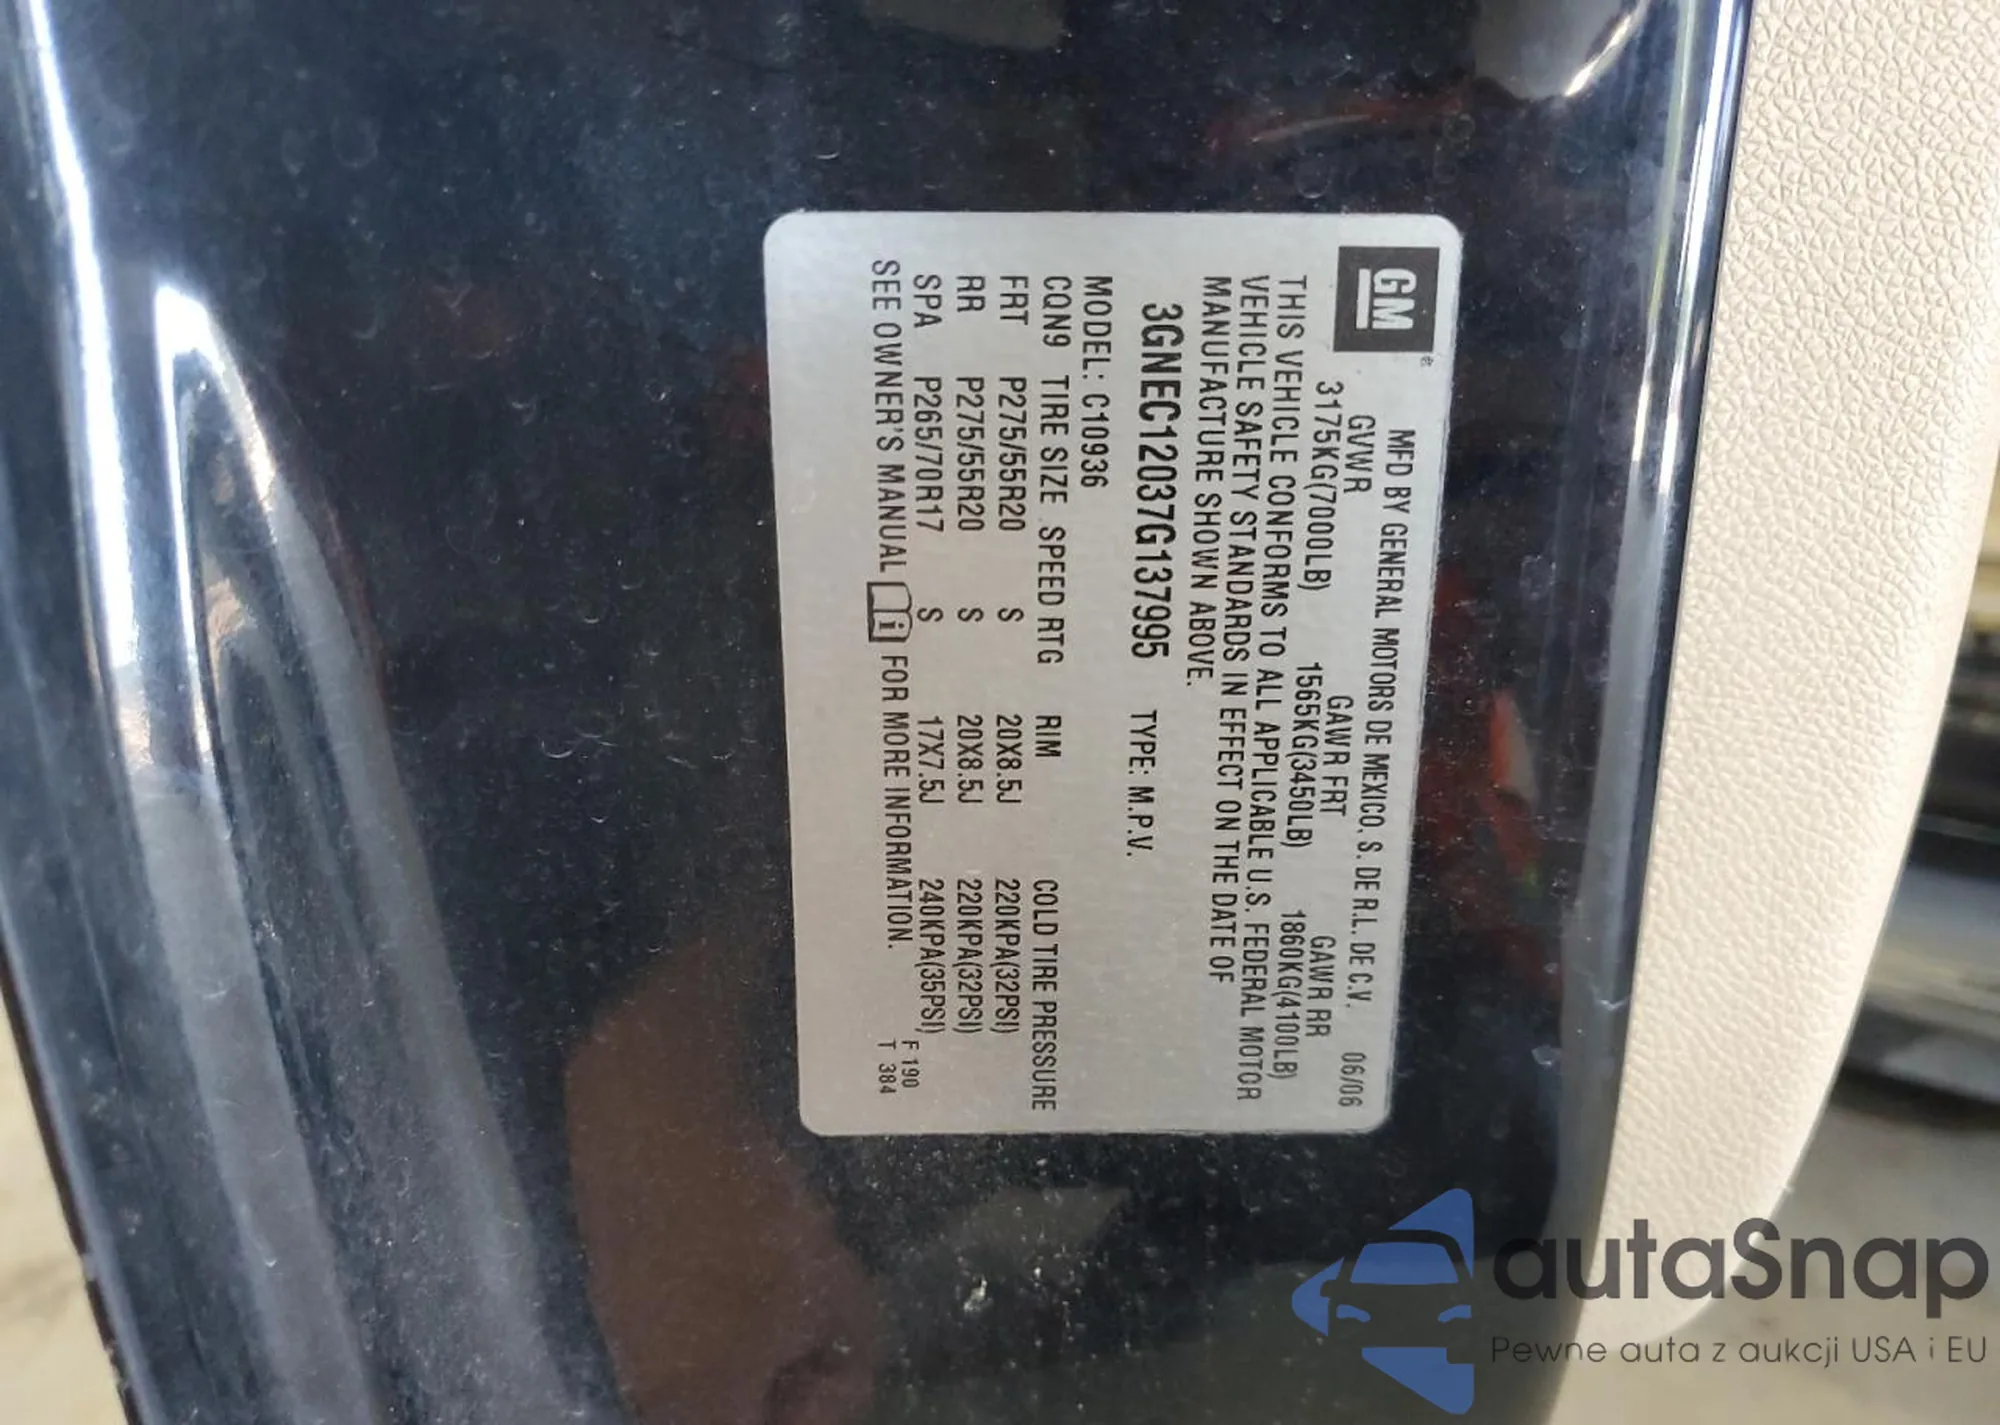 GM
MFD BY GENERAL MOTORS DE MEXICO, S. DE R.L. DE C.V. 06/06
GVWR GAWR FRT GAWR RR
3175KG(7000LB) 1565KG(3450LB) 1860KG(4100LB)
THIS VEHICLE CONFORMS TO ALL APPLICABLE U.S. FEDERAL MOTOR
VEHICLE SAFETY STANDARDS IN EFFECT ON THE DATE OF
MANUFACTURE SHOWN ABOVE.
3GNEC12037G137995 TYPE: M.P.V.
MODEL: C10936
CQN9 TIRE SIZE SPEED RTG RIM COLD TIRE PRESSURE
FRT P275/55R20 S 20X8.5J 220KPA(32PSI)
RR P275/55R20 S 20X8.5J 220KPA(32PSI)
SPA P265/70R17 S 17X7.5J 240KPA(35PSI)
SEE OWNER'S MANUAL i FOR MORE INFORMATION.
F 190
T 384
autaSnap
Pewne auta z aukcji USA i EU